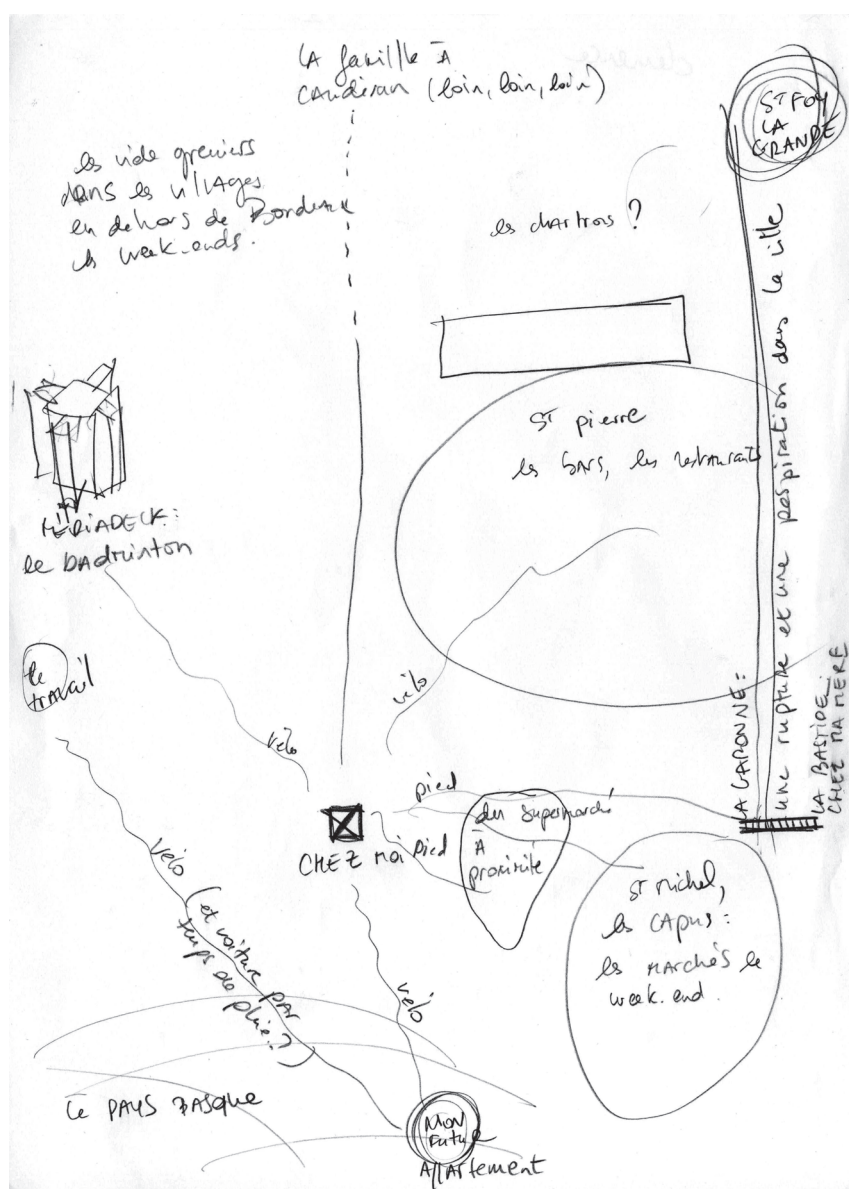 LA famille à
CAudéran (loin, loin, loin)
ST FOY
LA
GRANDE
les vide greniers
dans les villages
en dehors de Bordeaux
les week-ends.
les chartrons ?
ST pierre
les bars, les restaurants
MÉRIADECK :
le badminton
le
travail
vélo
vélo
LA GARONNE :
une rupture et une respiration dans la ville
LA BASTIDE :
CHEZ MA MERE
pied
du supermarché
À
proximité
pied
CHEZ moi
ST michel,
les CApus :
les marchés le
week-end.
vélo (et voiture par
temps de pluie ?)
vélo
Le PAYS BASQUE
MON
Futur
Appartement